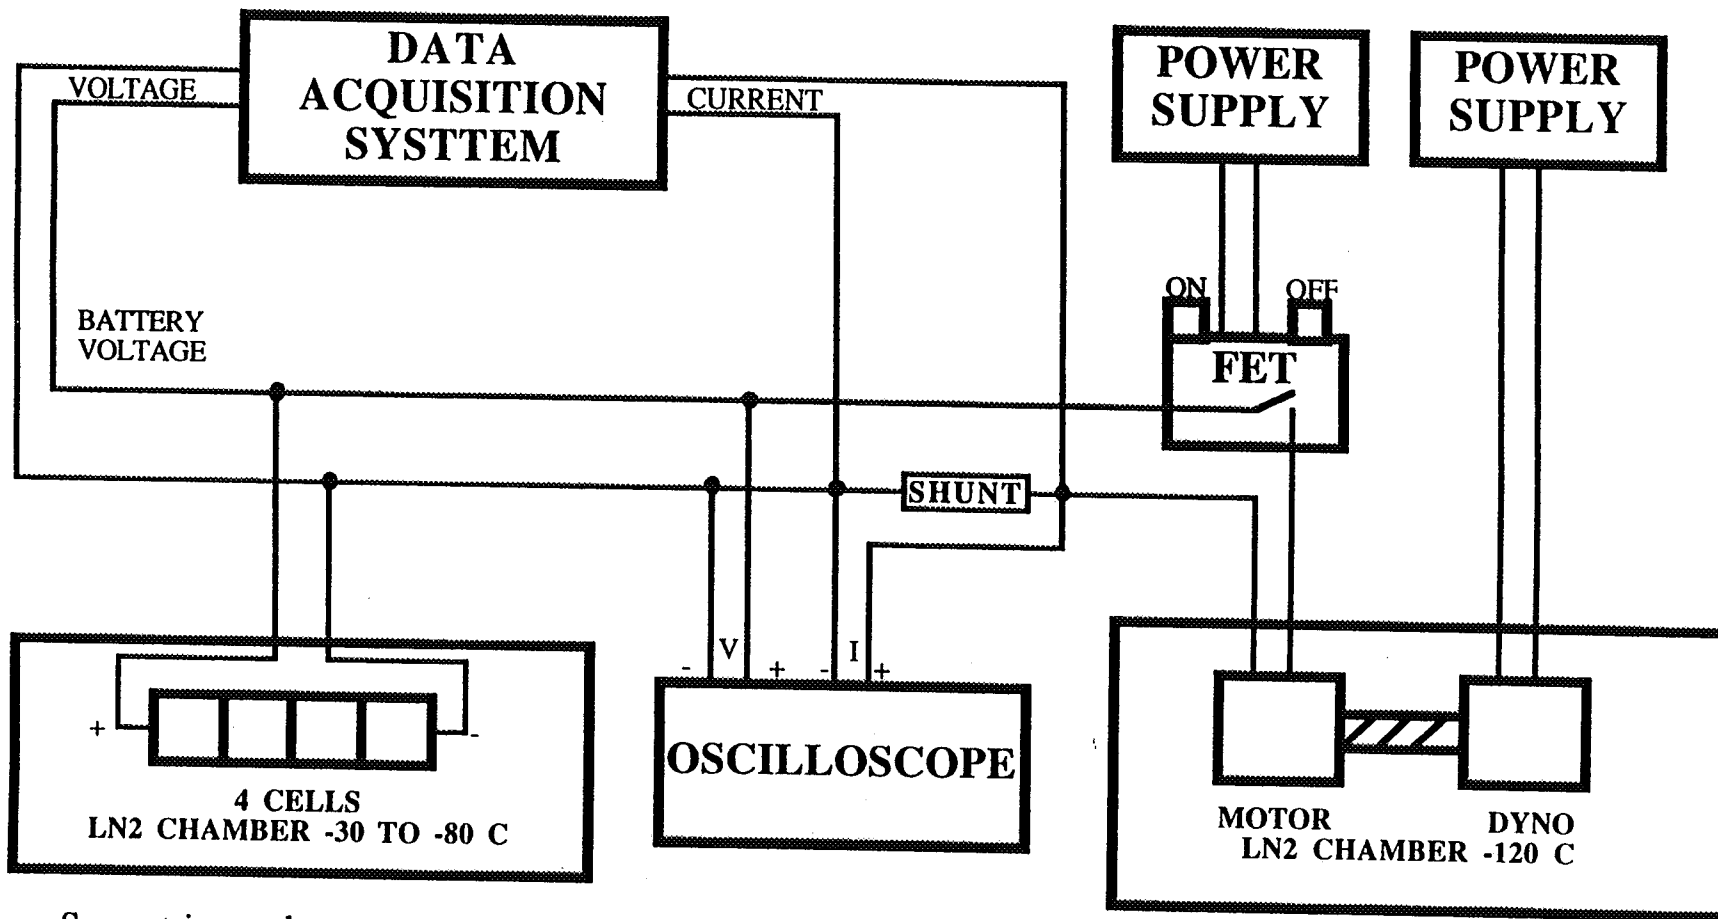 DATA
ACQUISITION
SYSTTEM
VOLTAGE
CURRENT
POWER
SUPPLY
POWER
SUPPLY
ON
OFF
FET
BATTERY
VOLTAGE
SHUNT
- V +
- I +
+
-
OSCILLOSCOPE
4 CELLS
LN2 CHAMBER -30 TO -80 C
MOTOR
DYNO
LN2 CHAMBER -120 C